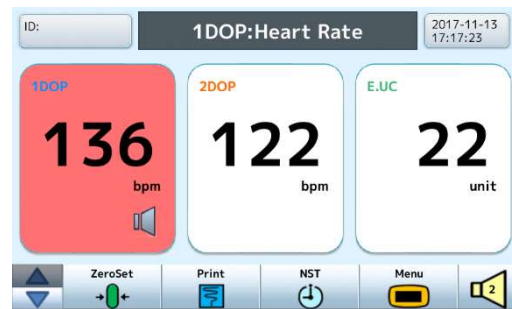 ID:
1DOP:Heart Rate
2017-11-13
17:17:23
1DOP
136
bpm
2DOP
122
bpm
E.UC
22
unit
ZeroSet
Print
NST
Menu
2